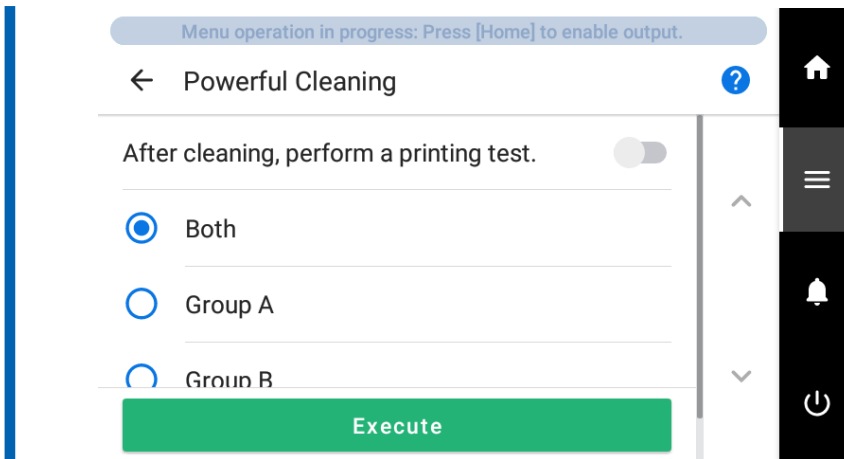 Menu operation in progress: Press [Home] to enable output.
Powerful Cleaning
?
After cleaning, perform a printing test.
Both
Group A
Group B
Execute